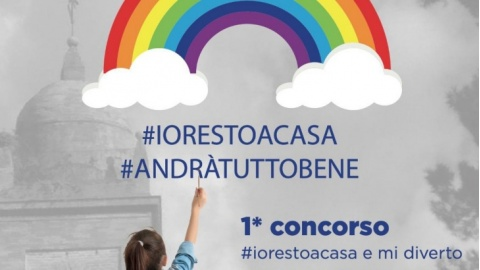 #IORESTOACASA
#ANDRÀTUTTOBENE
1* concorso
#iorestoacasa e mi diverto